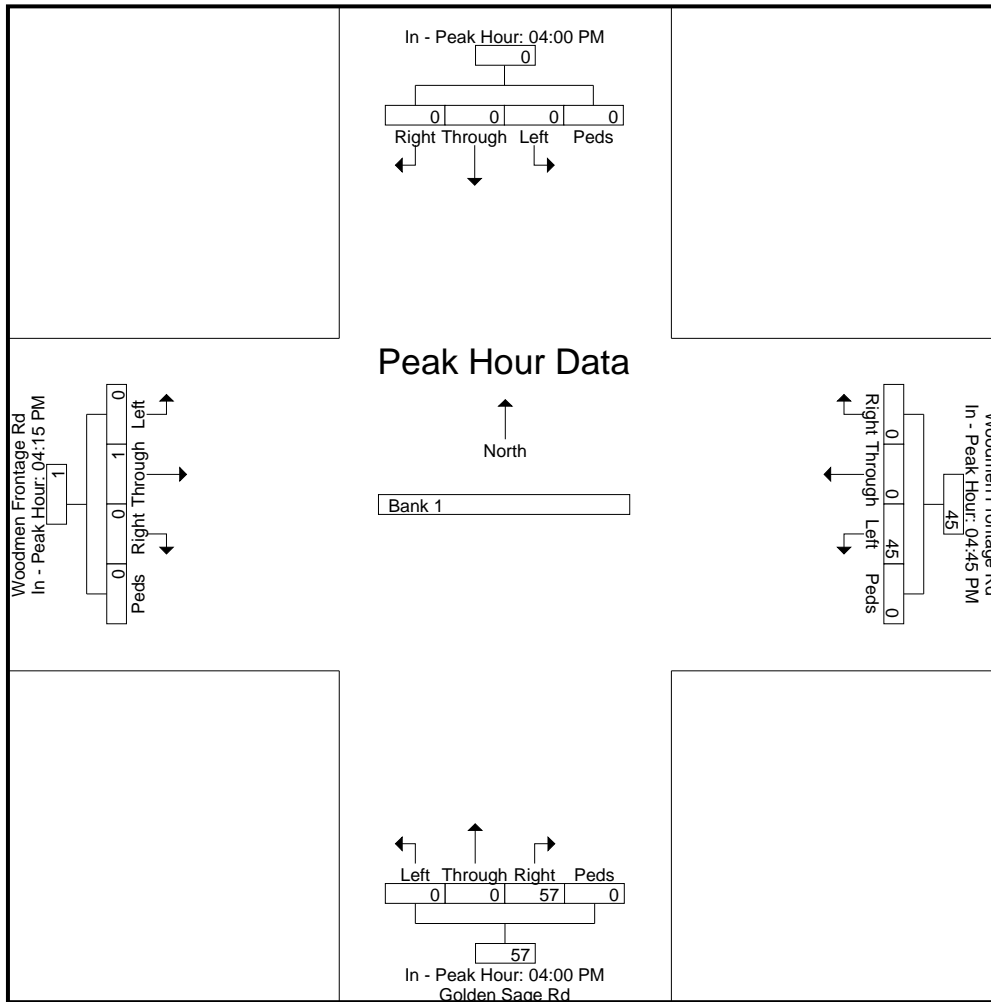 In - Peak Hour: 04:00 PM
0
0 0 0 0
Right Through Left Peds
Peak Hour Data
North
Bank 1
Woodmen Frontage Rd
In - Peak Hour: 04:15 PM
1
0 1 0 0
Left Through Right Peds
Woodmen Frontage Rd
In - Peak Hour: 04:45 PM
45
0 0 45 0
Right Through Left Peds
Left Through Right Peds
0 0 57 0
57
In - Peak Hour: 04:00 PM
Golden Sage Rd